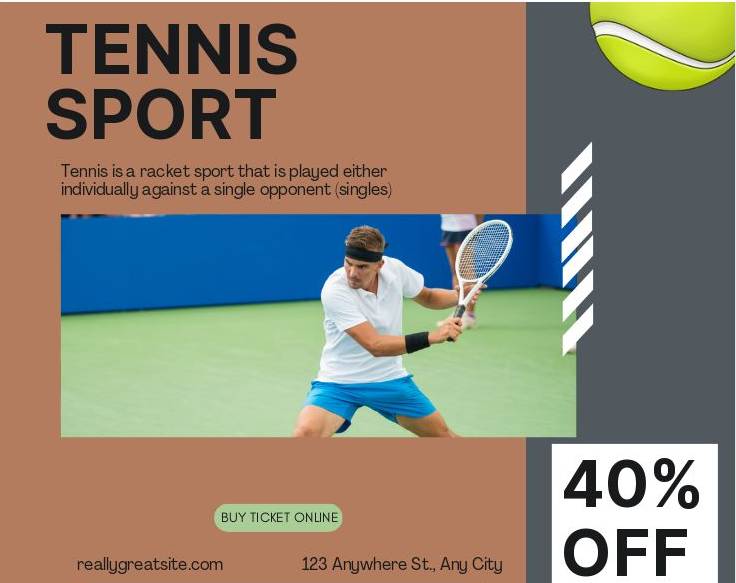 TENNIS
SPORT
Tennis is a racket sport that is played either
individually against a single opponent (singles)
40%
OFF
BUY TICKET ONLINE
reallygreatsite.com
123 Anywhere St., Any City